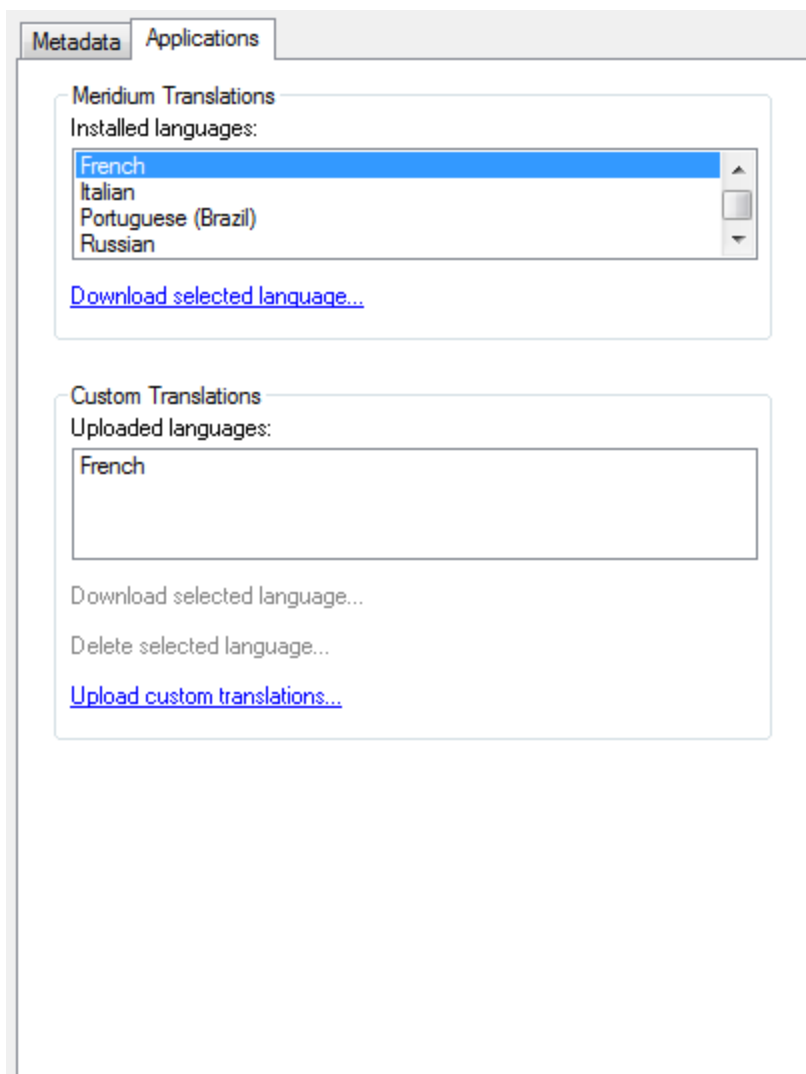 Metadata Applications
Meridium Translations
Installed languages:
French
Italian
Portuguese (Brazil)
Russian
Download selected language...
Custom Translations
Uploaded languages:
French
Download selected language...
Delete selected language...
Upload custom translations...